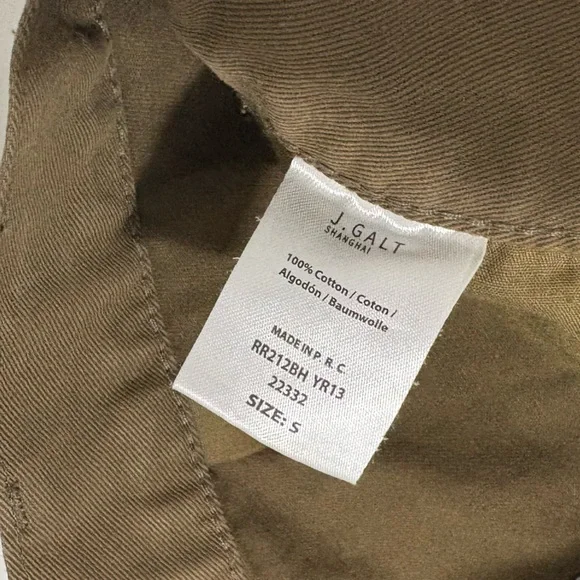 J. GALT
SHANGHAI
100% Cotton / Coton /
Algodón / Baumwolle
MADE IN P. R. C
RR212BH YR13
22332
SIZE: S